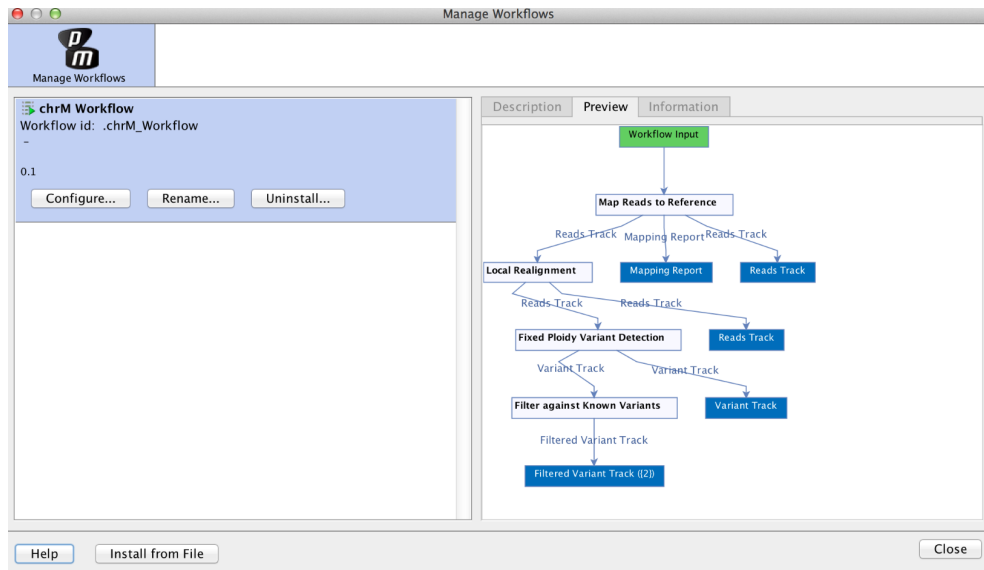 Manage Workflows
p
m
Manage Workflows
chrM Workflow
Workflow id: .chrM_Workflow
-
0.1
Configure... Rename... Uninstall...
Description Preview Information
Workflow Input
Map Reads to Reference
Reads Track Mapping Report Reads Track
Local Realignment Mapping Report Reads Track
Reads Track Reads Track
Fixed Ploidy Variant Detection Reads Track
Variant Track Variant Track
Filter against Known Variants Variant Track
Filtered Variant Track
Filtered Variant Track ({2})
Help Install from File Close